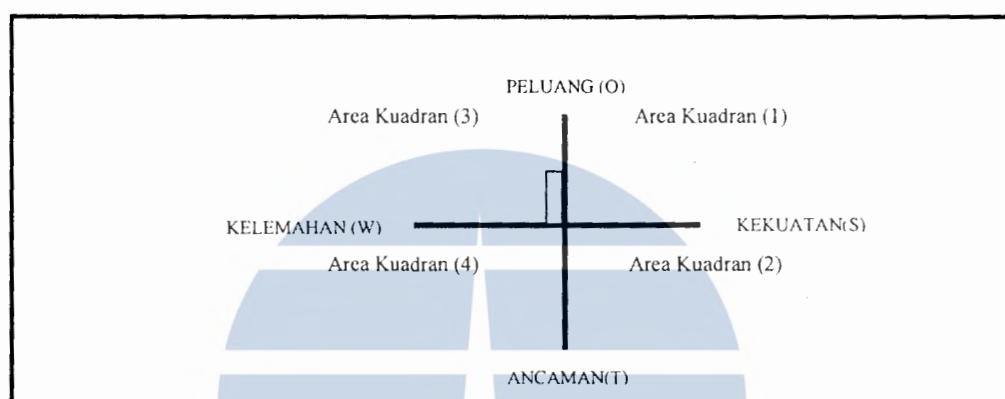 PELUANG (O)
Area Kuadran (3) Area Kuadran (1)
KELEMAHAN (W) KEKUATAN(S)
Area Kuadran (4) Area Kuadran (2)
ANCAMAN(T)